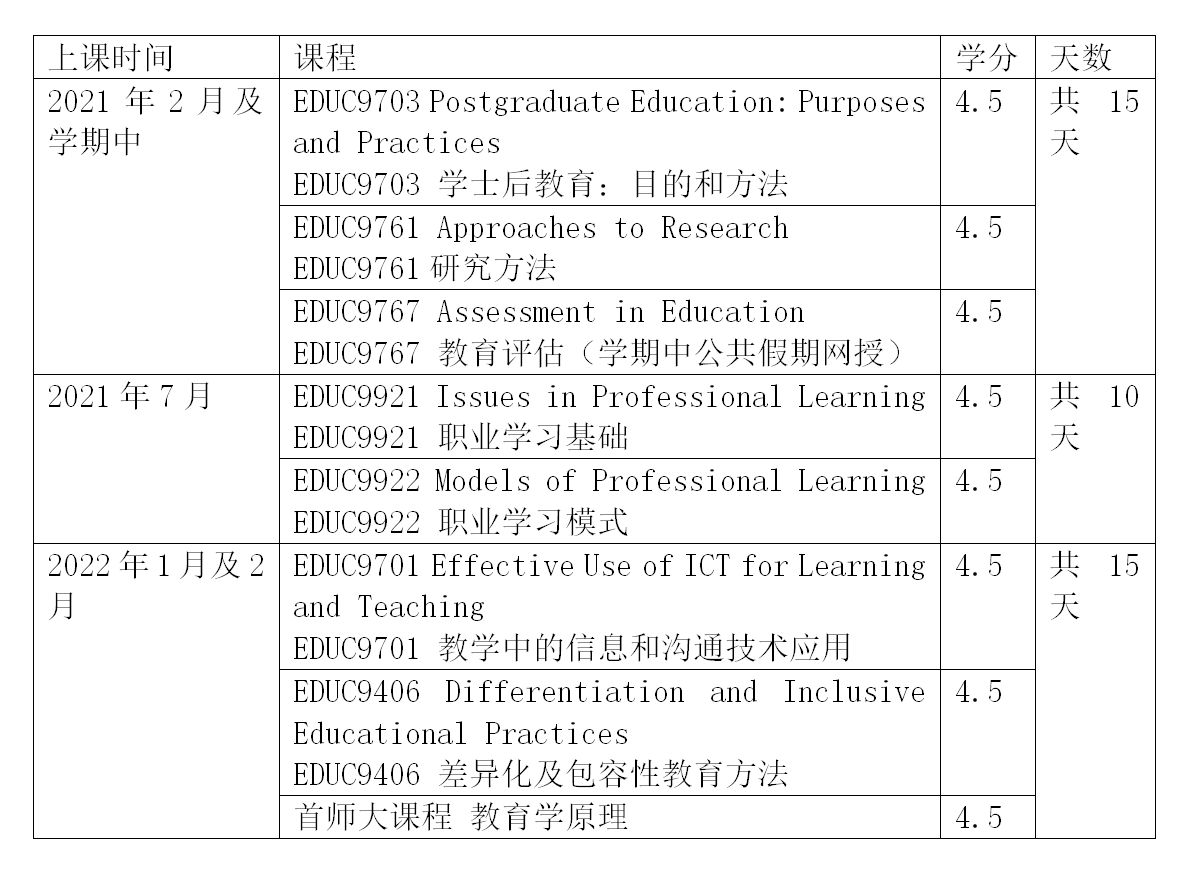 上课时间 课程 学分 天数
2021 年 2 月及
学期中
EDUC9703 Postgraduate Education: Purposes
and Practices
EDUC9703 学士后教育：目的和方法
4.5
共 15
天
EDUC9761 Approaches to Research
EDUC9761 研究方法
4.5
EDUC9767 Assessment in Education
EDUC9767 教育评估（学期中公共假期网授）
4.5
2021 年 7 月
EDUC9921 Issues in Professional Learning
EDUC9921 职业学习基础
4.5
共 10
天
EDUC9922 Models of Professional Learning
EDUC9922 职业学习模式
4.5
2022 年 1 月及 2
月
EDUC9701 Effective Use of ICT for Learning
and Teaching
EDUC9701 教学中的信息和沟通技术应用
4.5
共 15
天
EDUC9406 Differentiation and Inclusive
Educational Practices
EDUC9406 差异化及包容性教育方法
4.5
首师大课程 教育学原理
4.5